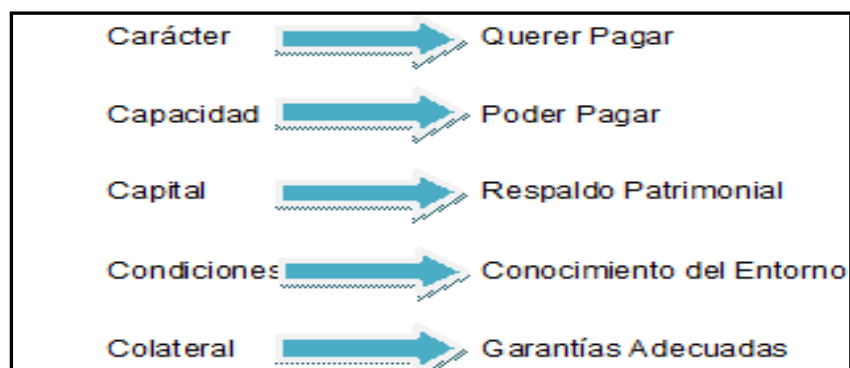 Carácter Querer Pagar
Capacidad Poder Pagar
Capital Respaldo Patrimonial
Condiciones Conocimiento del Entorno
Colateral Garantías Adecuadas